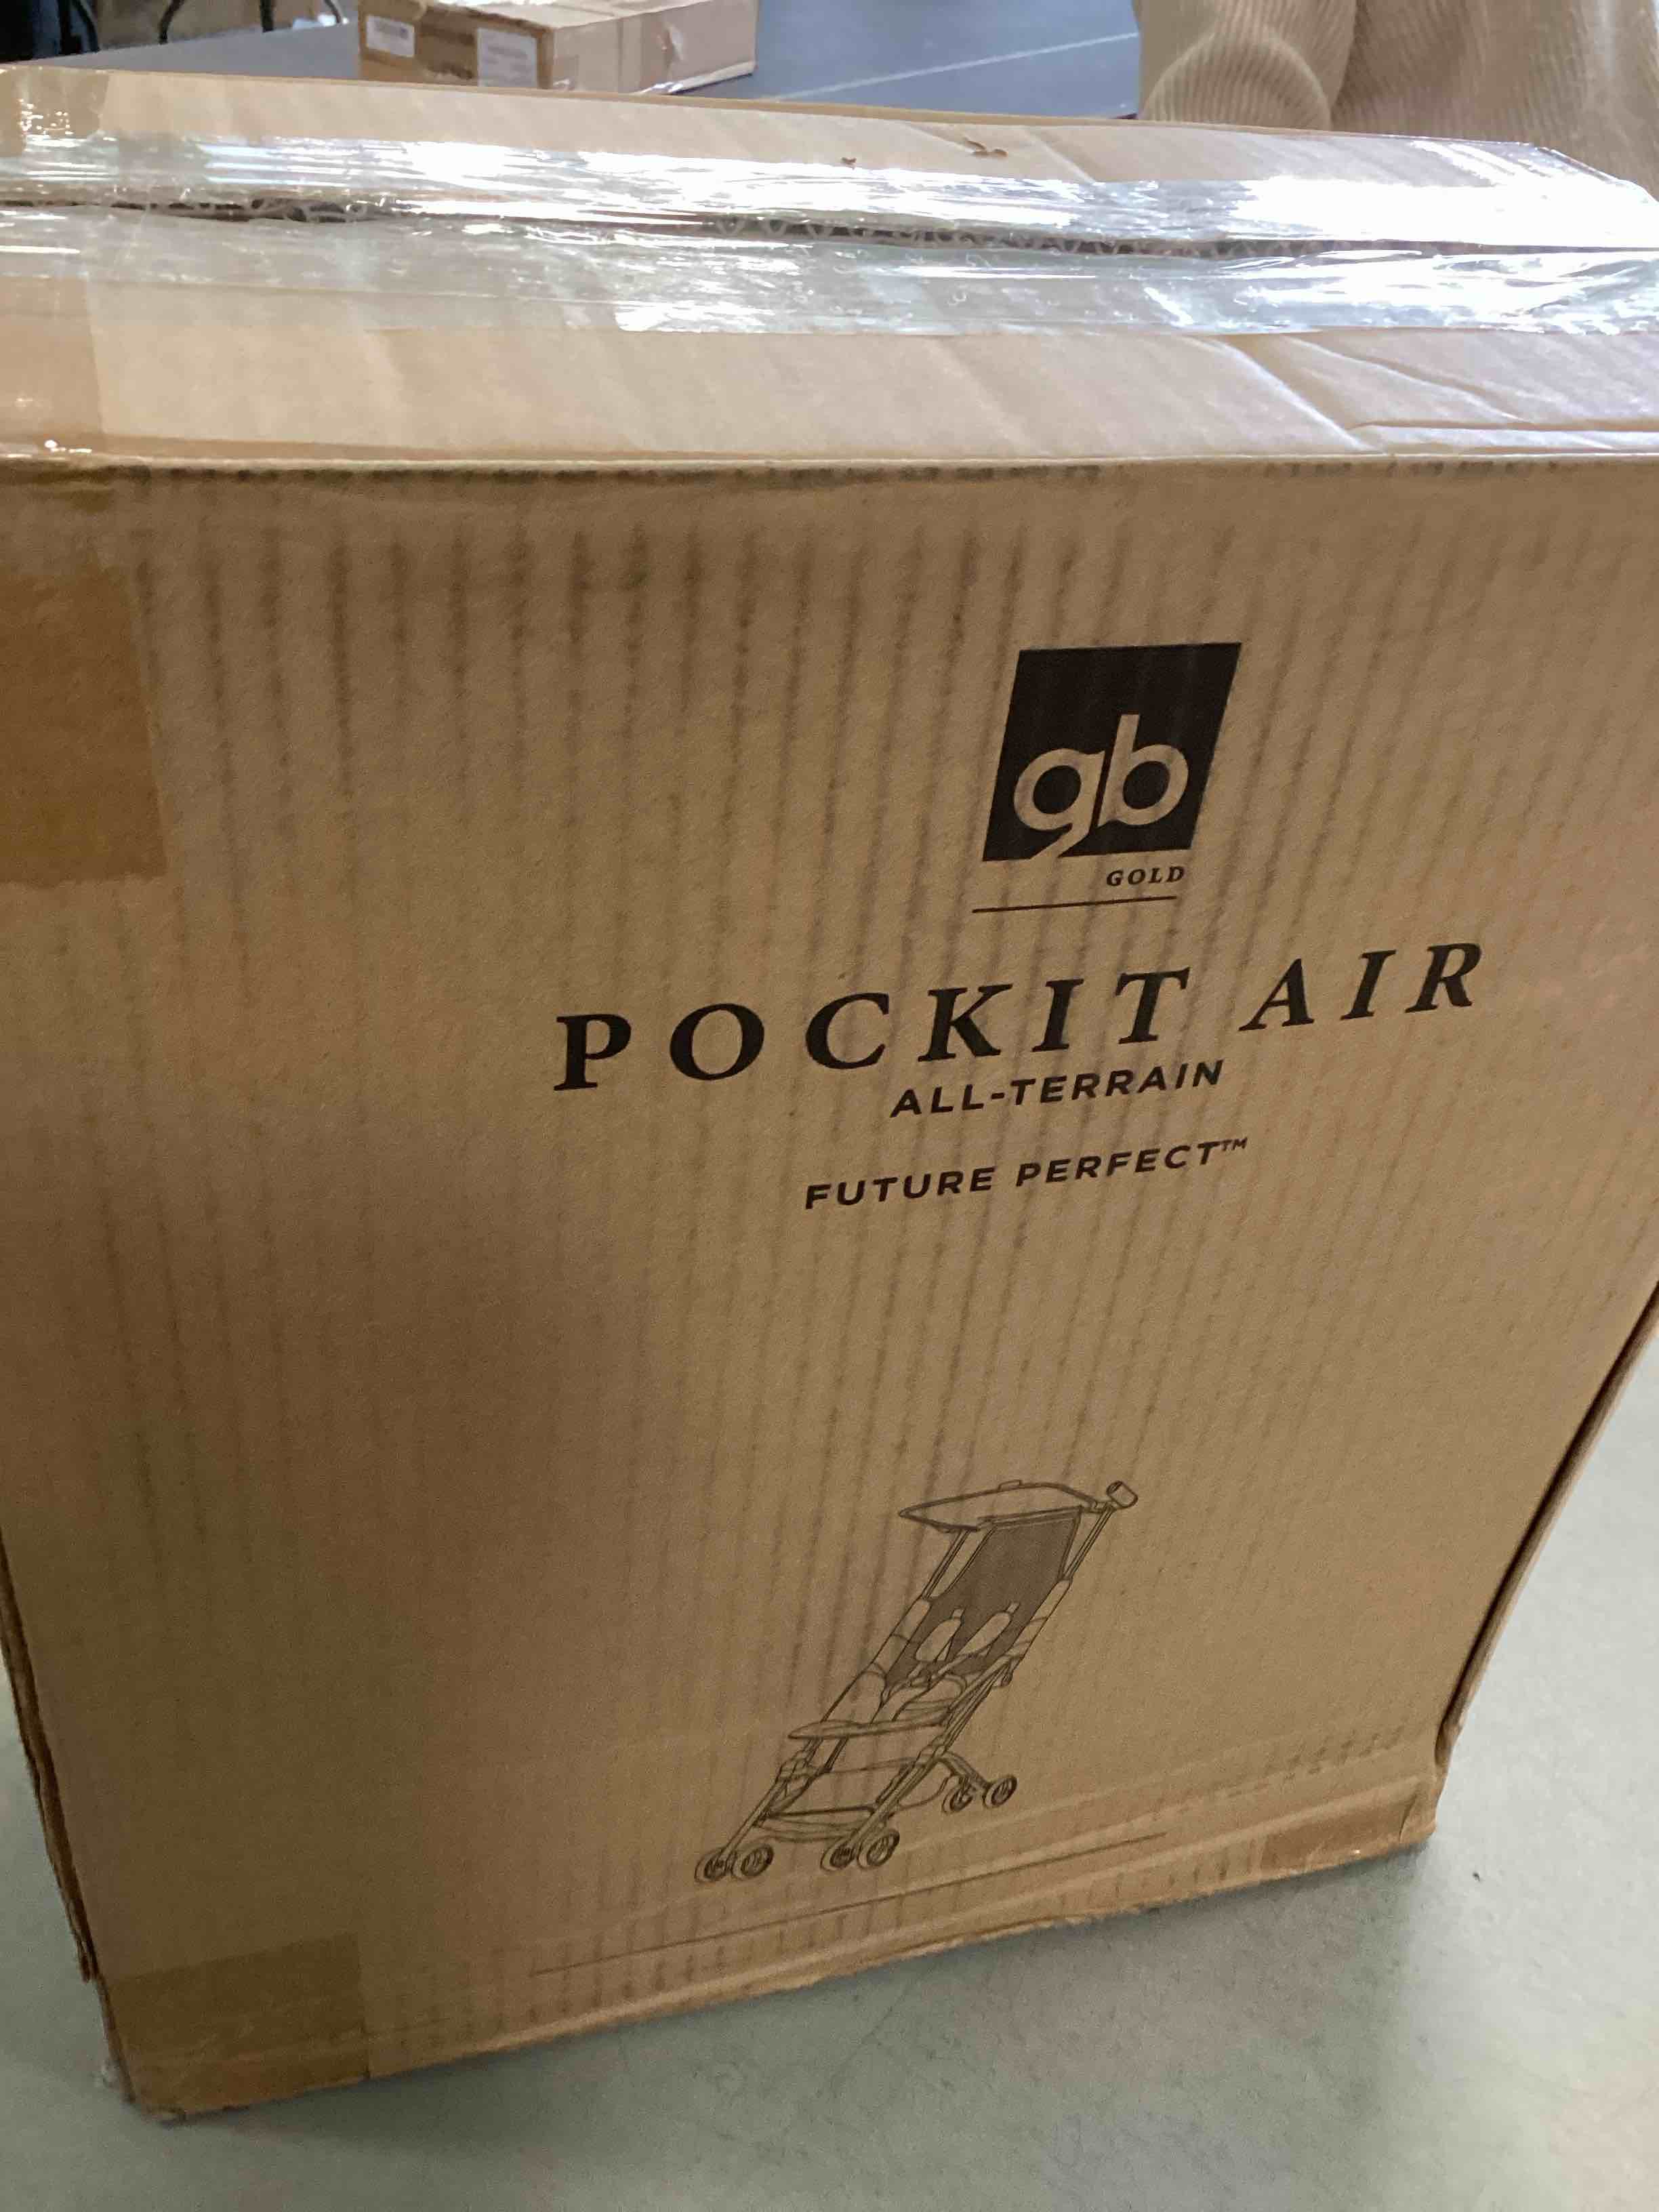 gb
GOLD
POCKIT AIR
ALL-TERRAIN
FUTURE PERFECT™